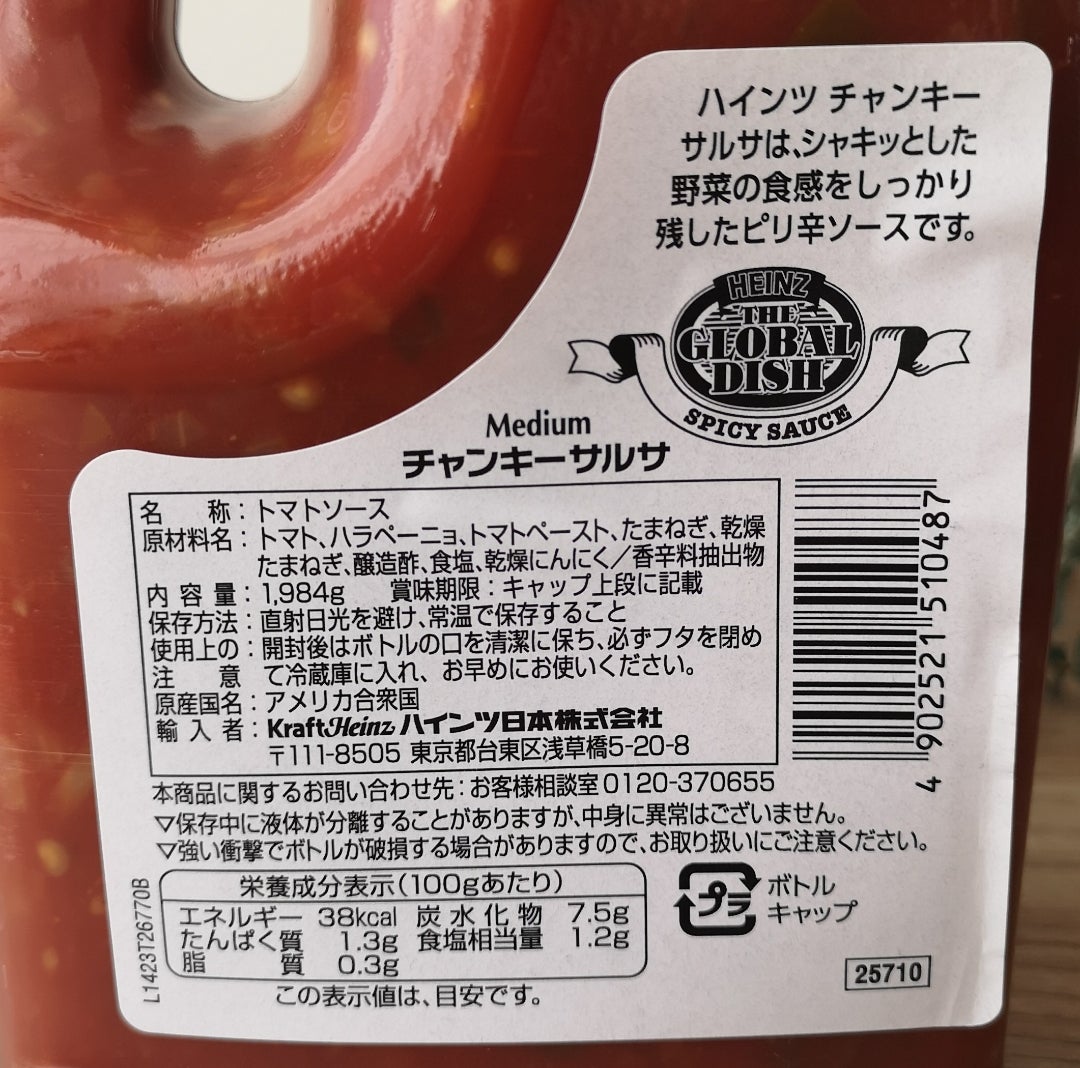 ハインツ チャンキー
サルサは、シャキッとした
野菜の食感をしっかり
残したピリ辛ソースです。
HEINZ
THE
GLOBAL
DISH
SPICY SAUCE
Medium
チャンキーサルサ
名称：トマトソース
原材料名：トマト、ハラペーニョ、トマトペースト、たまねぎ、乾燥
たまねぎ、醸造酢、食塩、乾燥にんにく／香辛料抽出物
内容量：1,984g 賞味期限：キャップ上段に記載
保存方法：直射日光を避け、常温で保存すること
使用上の：開封後はボトルの口を清潔に保ち、必ずフタを閉め
注意 て冷蔵庫に入れ、お早めにお使いください。
原産国名：アメリカ合衆国
輸入者：KraftHeinz ハインツ日本株式会社
〒111-8505 東京都台東区浅草橋5-20-8
4 902521 510487
本商品に関するお問い合わせ先：お客様相談室0120-370655
▽保存中に液体が分離することがありますが、中身に異常はございません。
▽強い衝撃でボトルが破損する場合がありますので、お取り扱いにご注意ください。
L1423T26770B
栄養成分表示（100gあたり）
エネルギー 38kcal 炭水化物 7.5g
たんぱく質 1.3g 食塩相当量 1.2g
脂質 0.3g
この表示値は、目安です。
プラ
ボトル
キャップ
25710